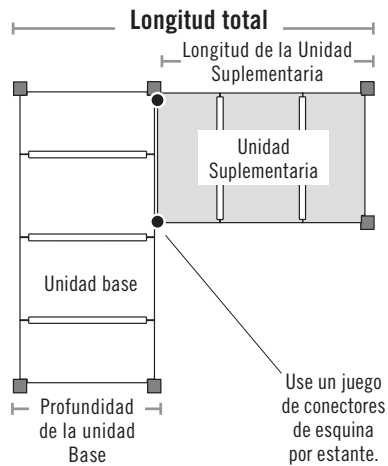 Longitud total
Longitud de la Unidad
Suplementaria
Unidad
Suplementaria
Unidad base
Profundidad
de la unidad
Base
Use un juego
de conectores
de esquina
por estante.